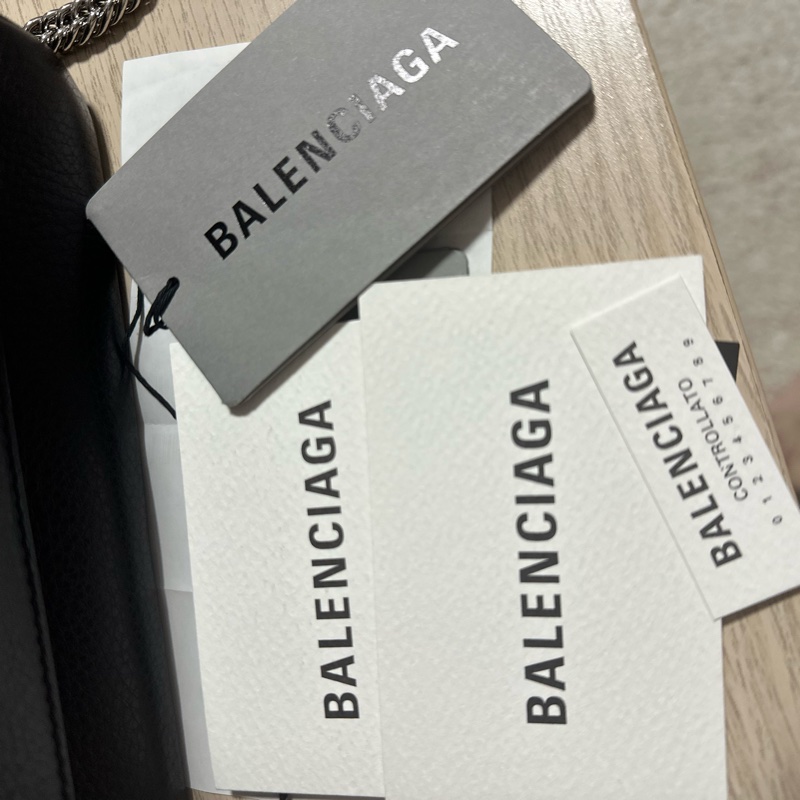 BALENCIAGA
BALENCIAGA
BALENCIAGA
BALENCIAGA
CONTROLLATO
0 1 2 3 4 5 6 7 8 9